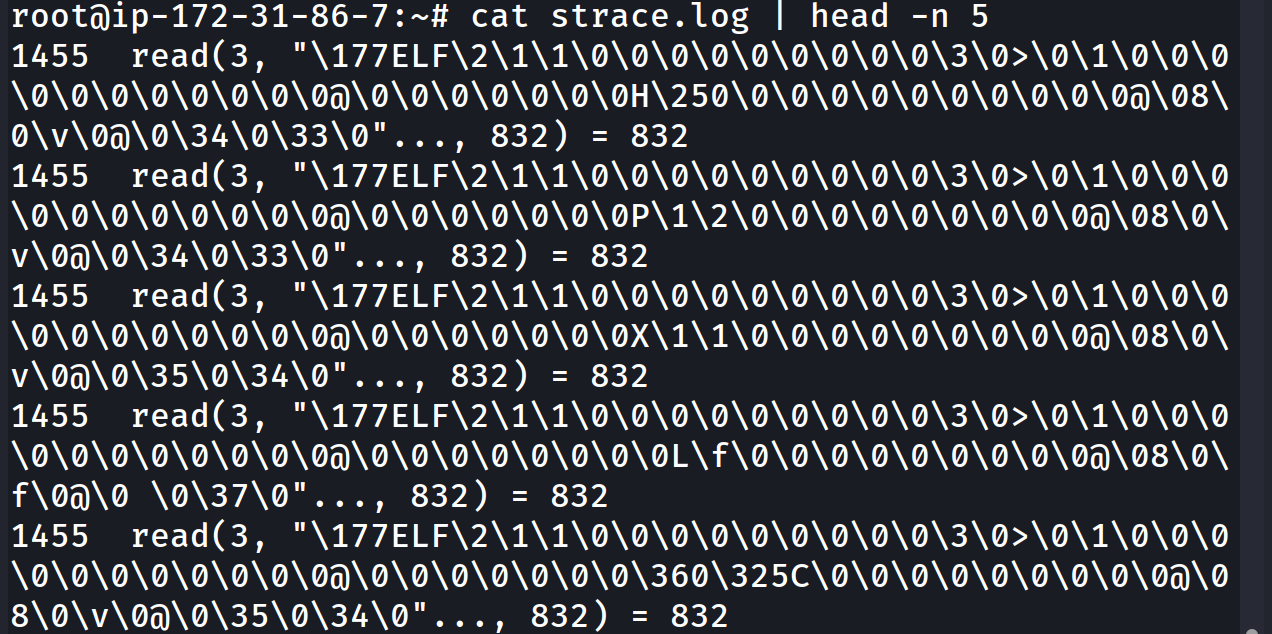 root@ip-172-31-86-7:~# cat strace.log | head -n 5
1455  read(3, "\177ELF\2\1\1\0\0\0\0\0\0\0\0\0\3\0>\0\1\0\0\0
\0\0\0\0\0\0\0\0@\0\0\0\0\0\0\0H\250\0\0\0\0\0\0\0\0\0\0@\08\
0\v\0@\0\34\0\33\0"..., 832) = 832
1455  read(3, "\177ELF\2\1\1\0\0\0\0\0\0\0\0\0\3\0>\0\1\0\0\0
\0\0\0\0\0\0\0\0@\0\0\0\0\0\0\0P\1\2\0\0\0\0\0\0\0\0\0@\08\0\
v\0@\0\34\0\33\0"..., 832) = 832
1455  read(3, "\177ELF\2\1\1\0\0\0\0\0\0\0\0\0\3\0>\0\1\0\0\0
\0\0\0\0\0\0\0\0@\0\0\0\0\0\0\0X\1\1\0\0\0\0\0\0\0\0\0@\08\0\
v\0@\0\35\0\34\0"..., 832) = 832
1455  read(3, "\177ELF\2\1\1\0\0\0\0\0\0\0\0\0\3\0>\0\1\0\0\0
\0\0\0\0\0\0\0\0@\0\0\0\0\0\0\0\0L\f\0\0\0\0\0\0\0\0\0@\08\0\
f\0@\0 \0\37\0"..., 832) = 832
1455  read(3, "\177ELF\2\1\1\0\0\0\0\0\0\0\0\0\3\0>\0\1\0\0\0
\0\0\0\0\0\0\0\0@\0\0\0\0\0\0\0\360\325C\0\0\0\0\0\0\0\0\0@\0
8\0\v\0@\0\35\0\34\0"..., 832) = 832